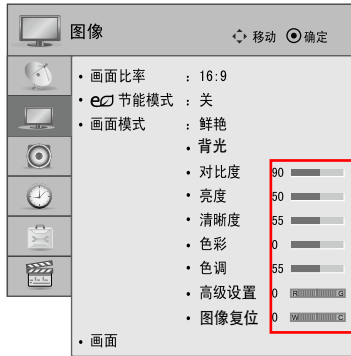 图像 移动 确定
• 画面比率 : 16:9
• e 节能模式 : 关
• 画面模式 : 鲜艳
• 背光
• 对比度 90
• 亮度 50
• 清晰度 55
• 色彩 0
• 色调 55
• 高级设置 0 R G
• 图像复位 0 W C
• 画面